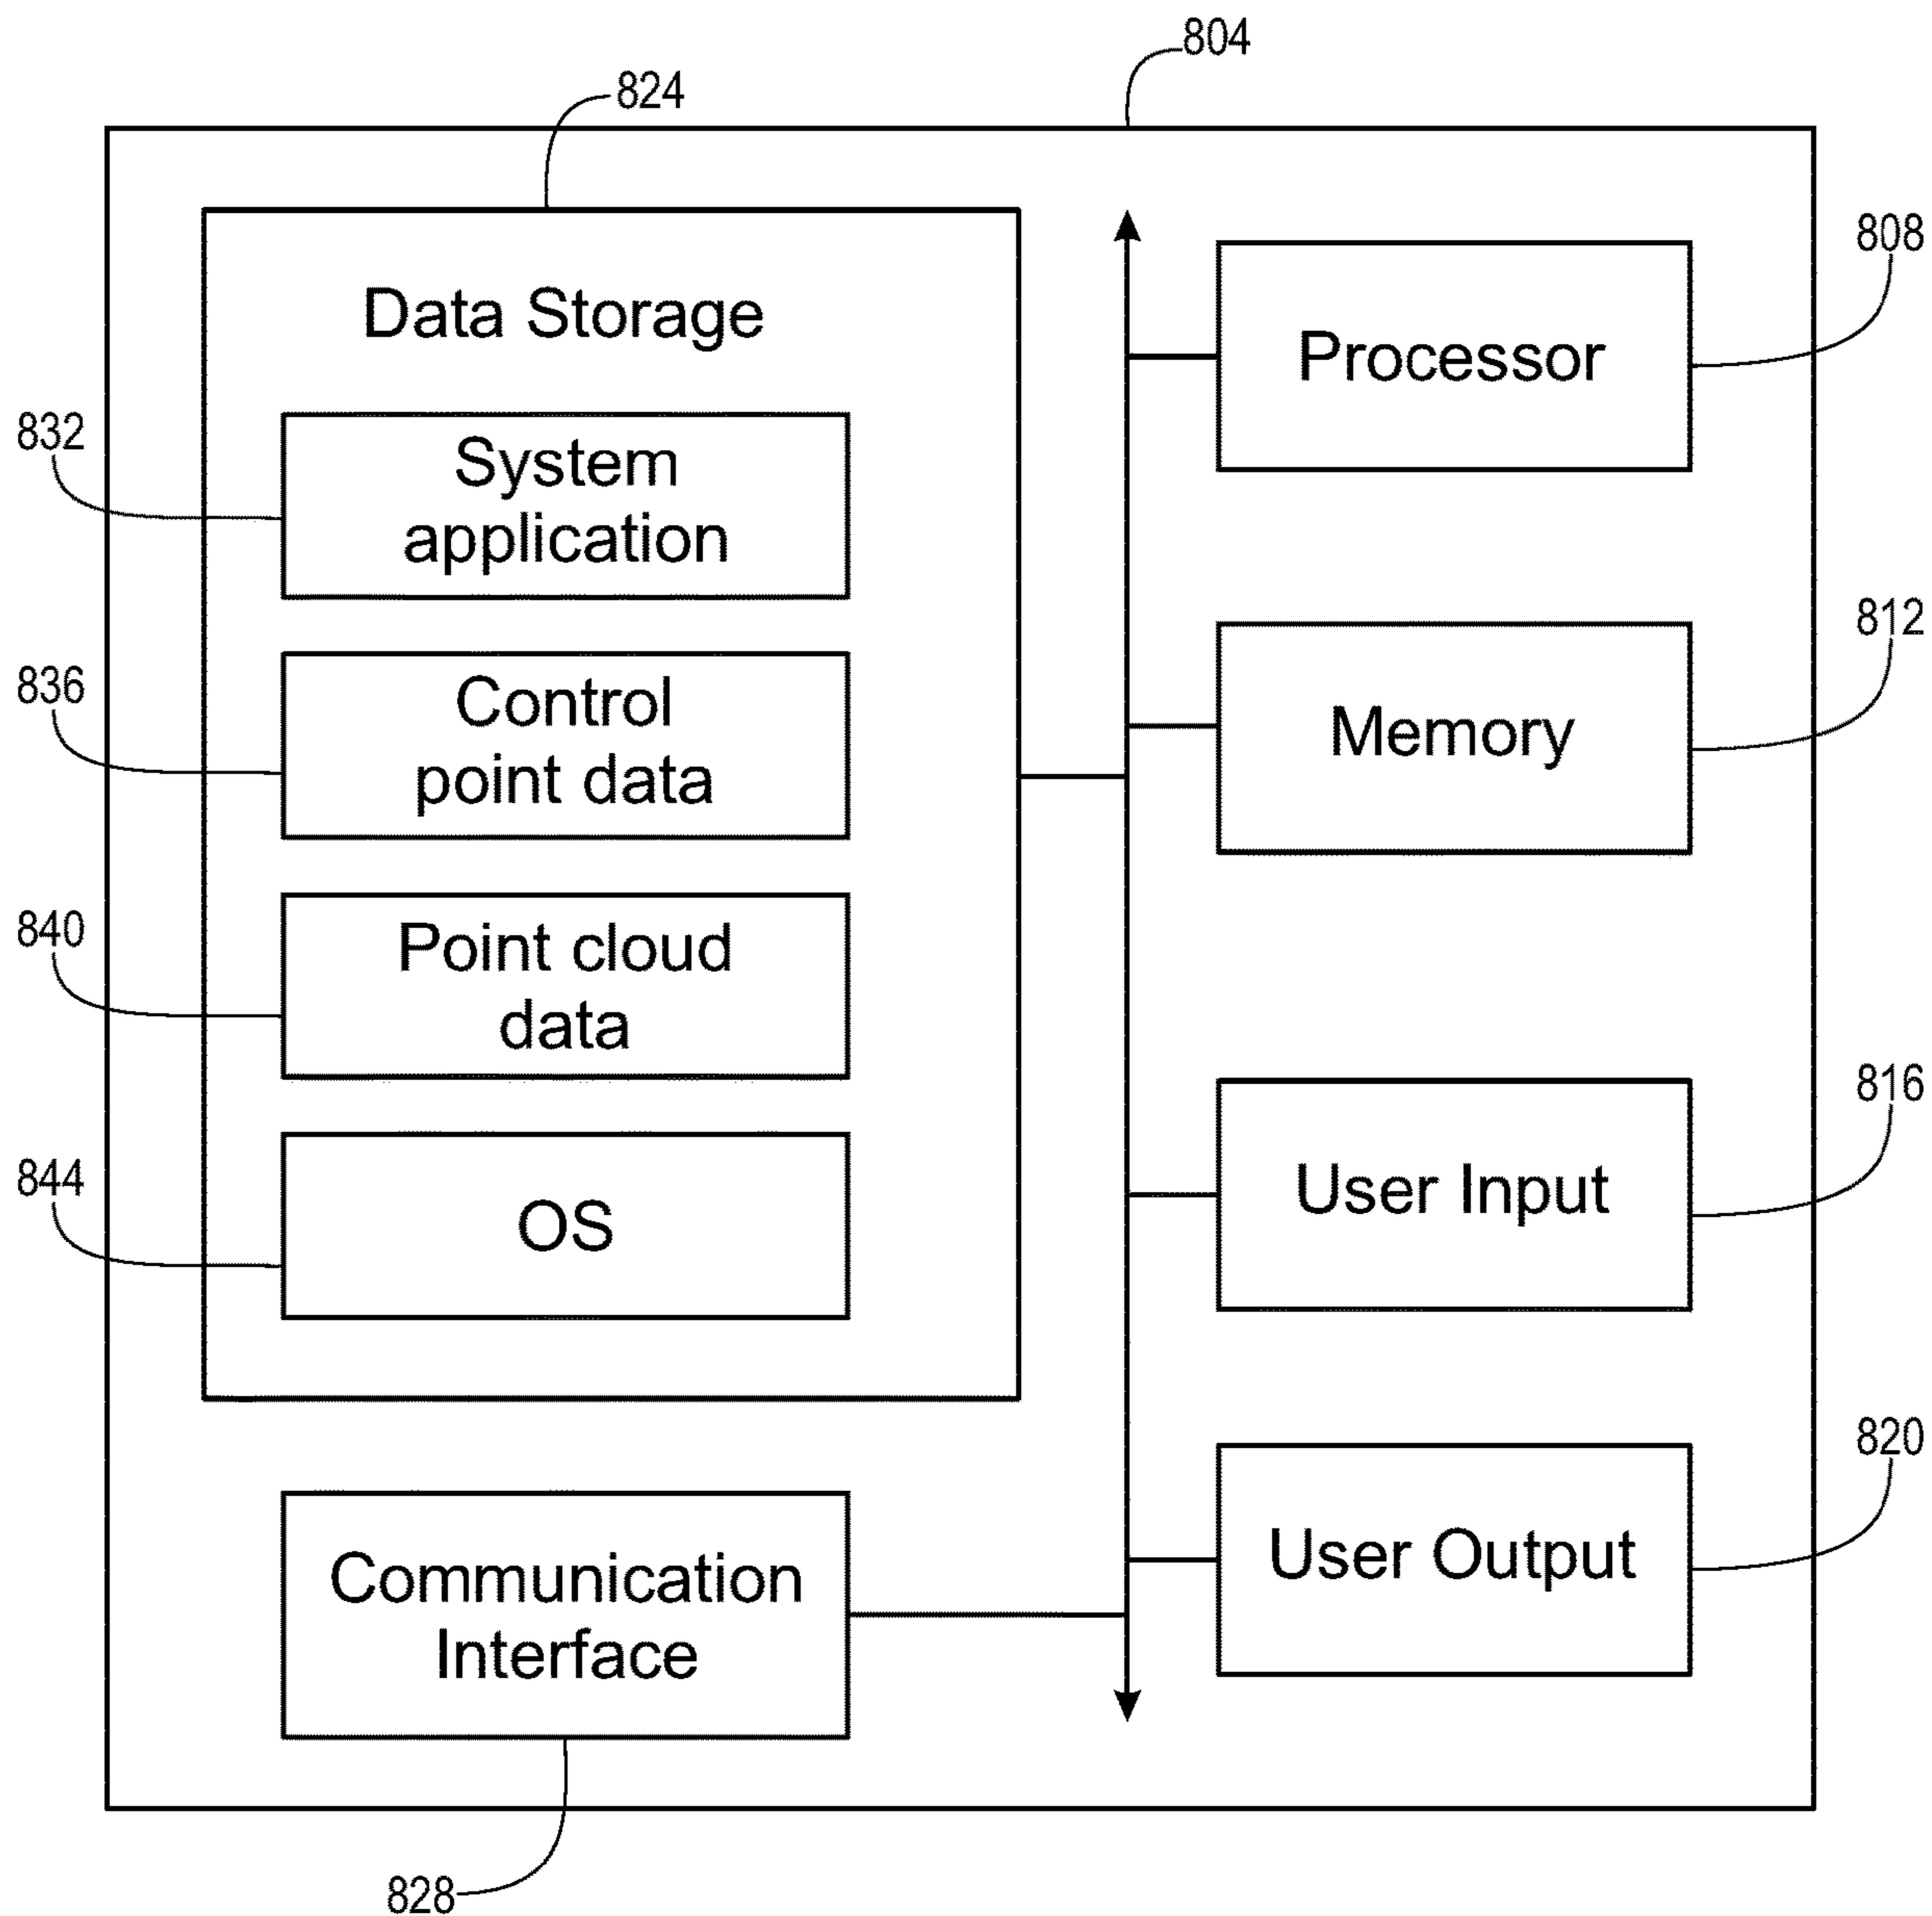 804
824
808
Data Storage
Processor
832
System
application
812
836
Control
point data
Memory
840
Point cloud
data
816
844
OS
User Input
820
Communication
Interface
User Output
828